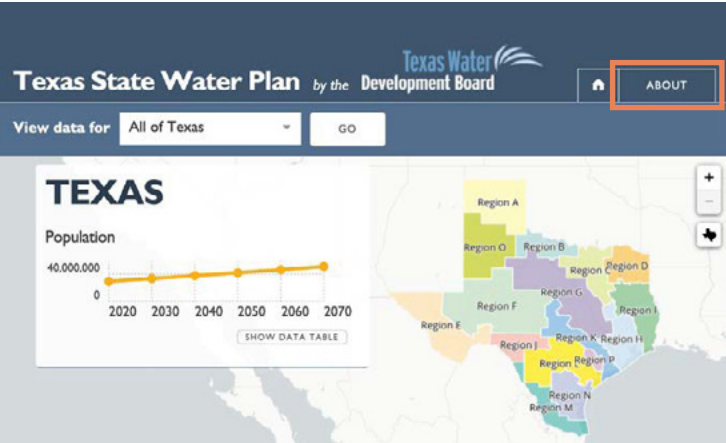 Texas Water
Texas State Water Plan by the Development Board
ABOUT
View data for All of Texas GO
TEXAS
Population
40.000.000
0
2020 2030 2040 2050 2060 2070
SHOW DATA TABLE
+
−
Region A
Region O
Region B
Region C
Region D
Region G
Region F
Region I
Region E
Region K
Region H
Region J
Region L
Region P
Region N
Region M